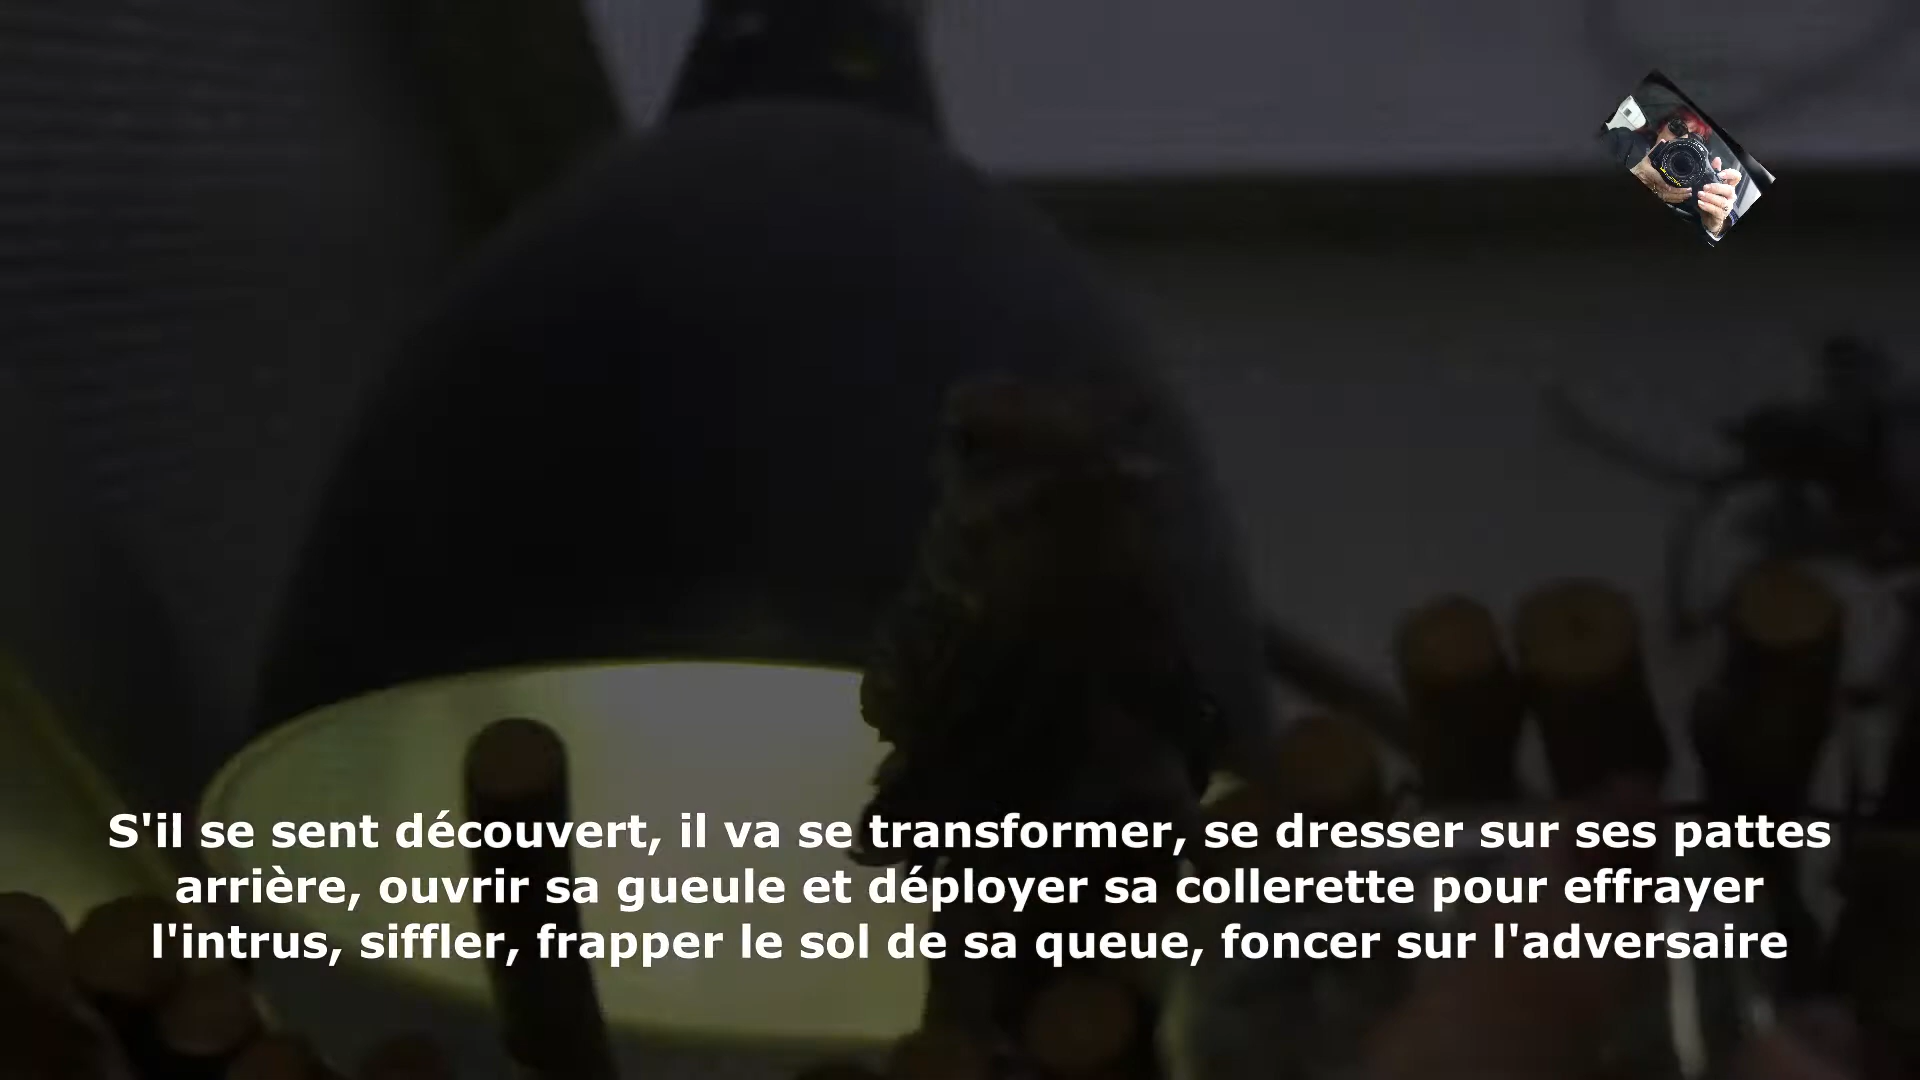 S'il se sent découvert, il va se transformer, se dresser sur ses pattes
arrière, ouvrir sa gueule et déployer sa collerette pour effrayer
l'intrus, siffler, frapper le sol de sa queue, foncer sur l'adversaire